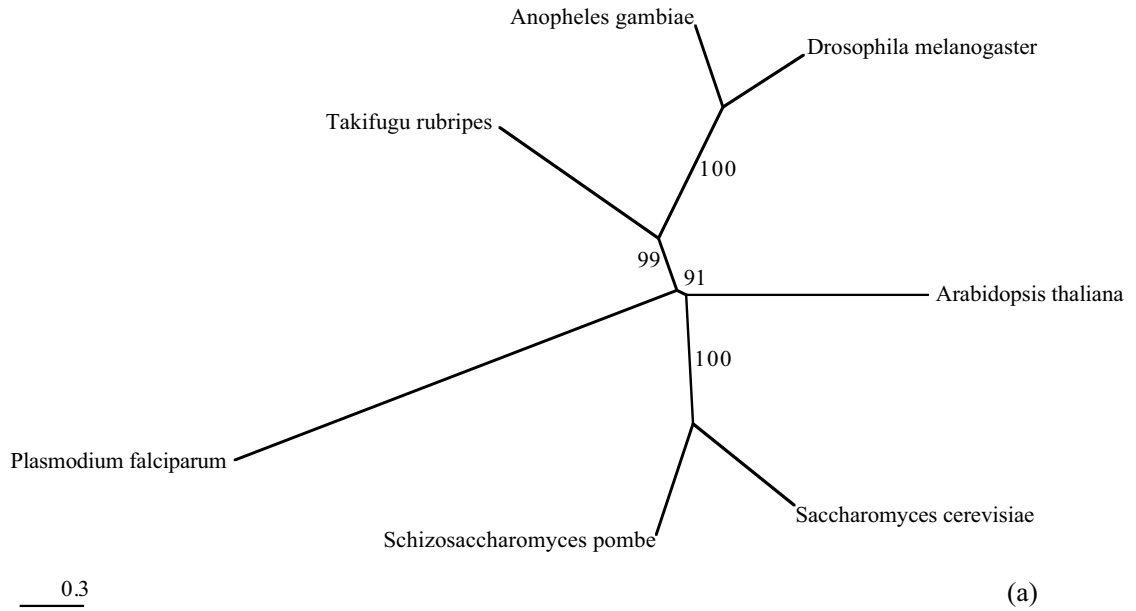 Anopheles gambiae
Drosophila melanogaster
Takifugu rubripes
100
99
91
Arabidopsis thaliana
100
Plasmodium falciparum
Saccharomyces cerevisiae
Schizosaccharomyces pombe
0.3
(a)